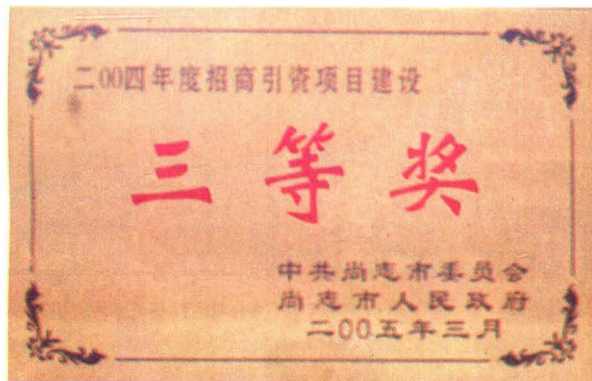 二00四年度招商引资项目建设
三等奖
中共尚志市委员会
尚志市人民政府
二00五年三月